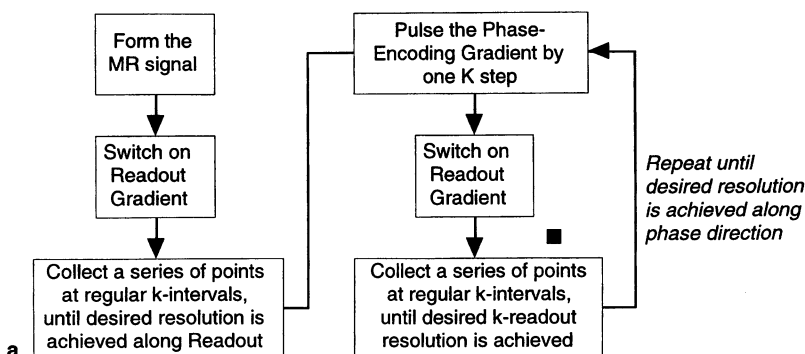 Form the
MR signal
Switch on
Readout
Gradient
Collect a series of points
at regular k-intervals,
until desired resolution is
achieved along Readout
Pulse the Phase-
Encoding Gradient by
one K step
Switch on
Readout
Gradient
Collect a series of points
at regular k-intervals,
until desired k-readout
resolution is achieved
Repeat until
desired resolution
is achieved along
phase direction
a